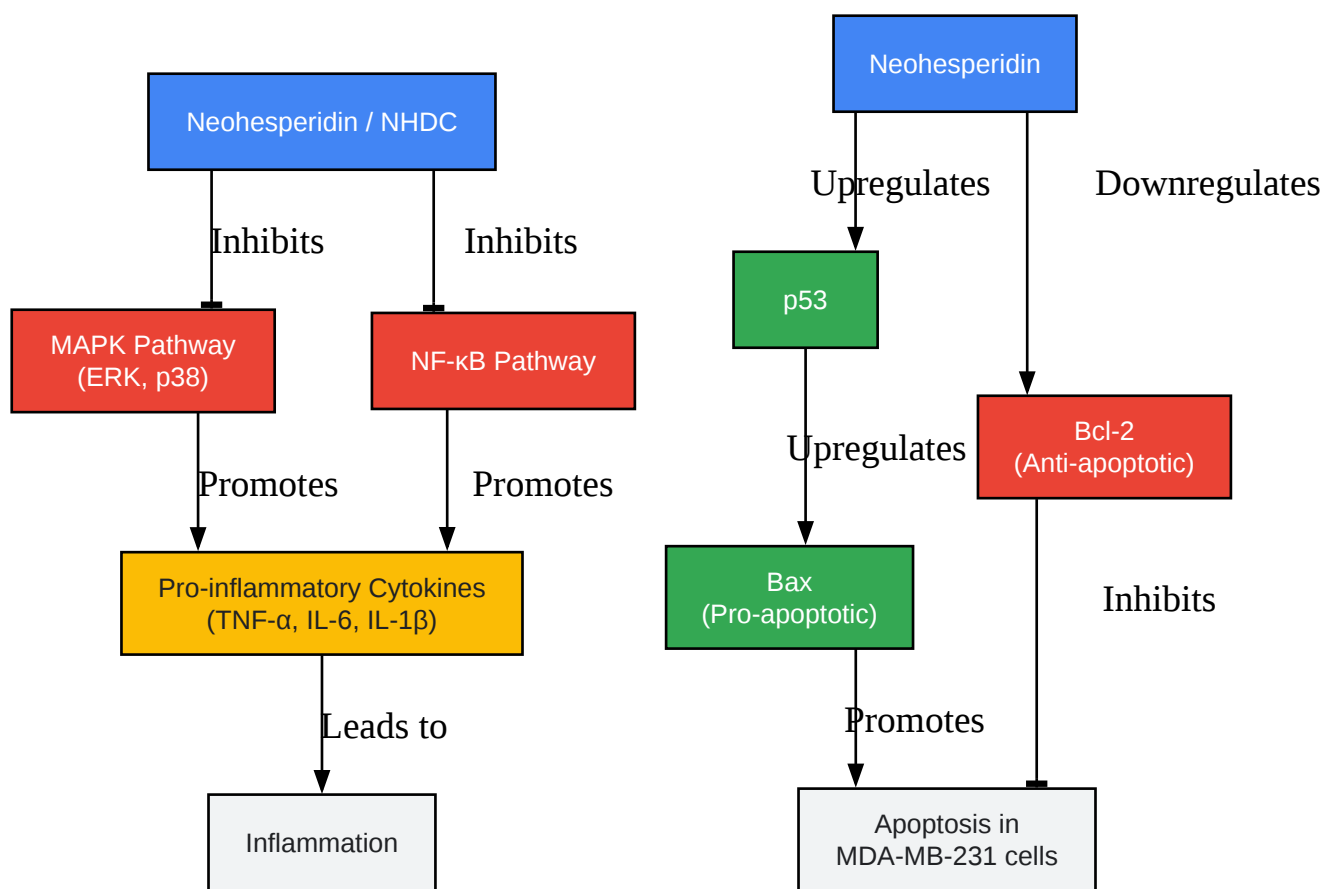 Neohesperidin / NHDC
Inhibits
Inhibits
MAPK Pathway
(ERK, p38)
NF-κB Pathway
Promotes
Promotes
Pro-inflammatory Cytokines
(TNF-α, IL-6, IL-1β)
Leads to
Inflammation
Neohesperidin
Upregulates
Downregulates
p53
Upregulates
Bcl-2
(Anti-apoptotic)
Bax
(Pro-apoptotic)
Inhibits
Promotes
Apoptosis in
MDA-MB-231 cells